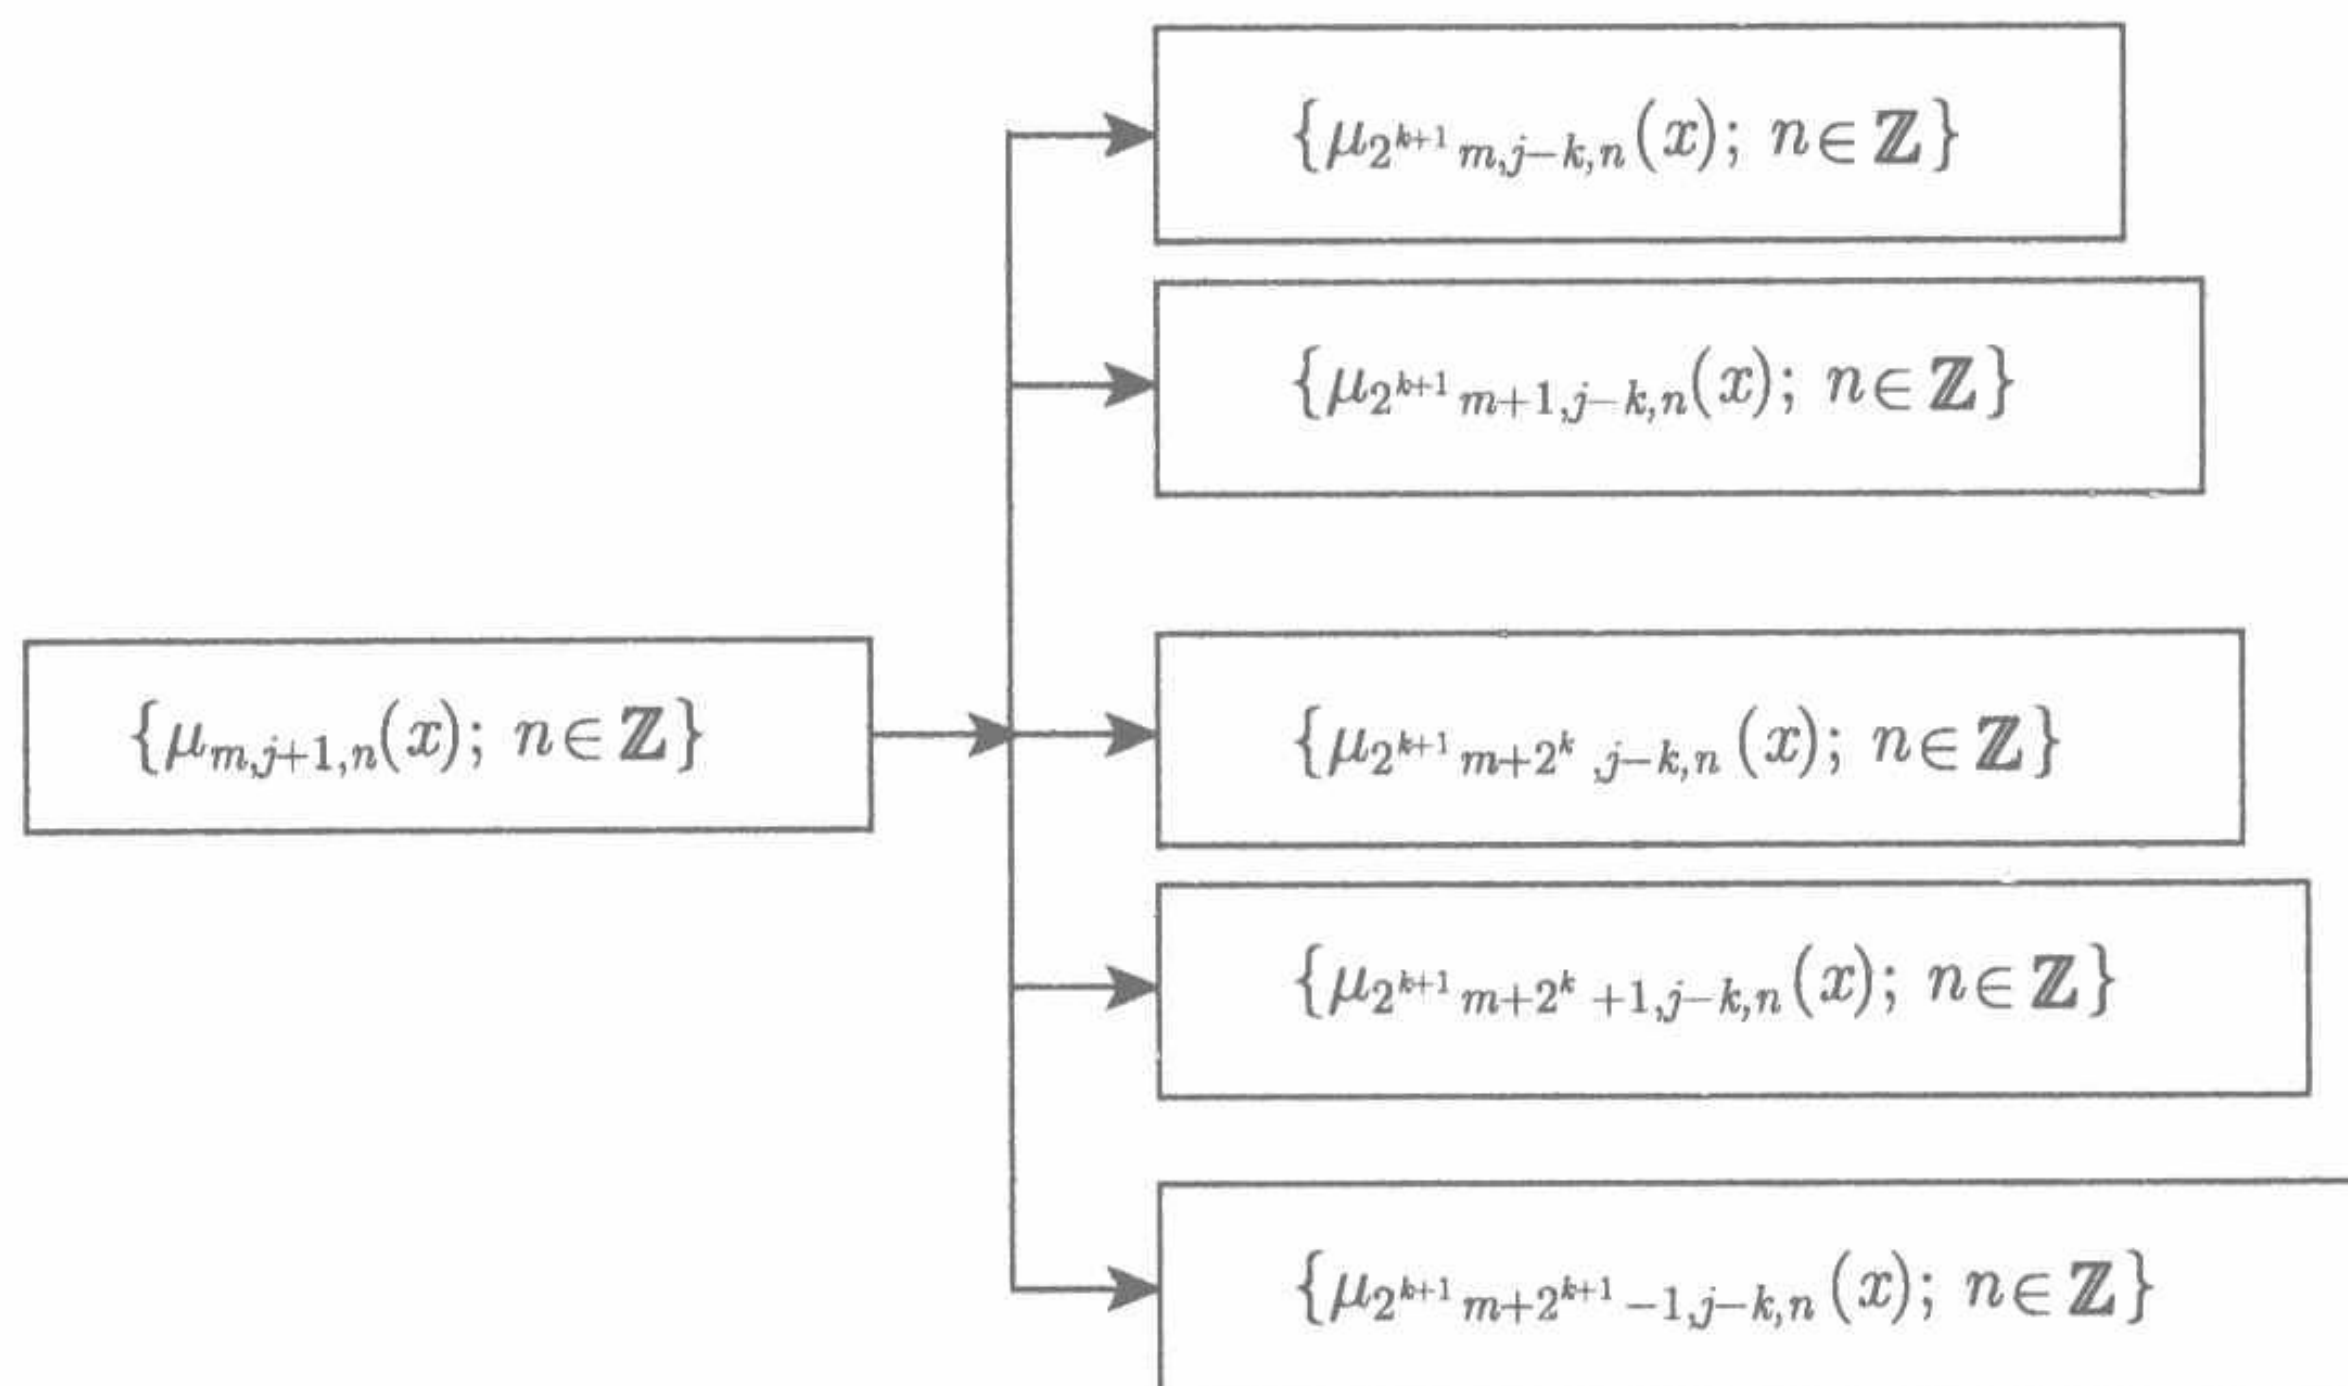 {μ_{2^{k+1}m,j−k,n}(x); n∈ℤ}
{μ_{2^{k+1}m+1,j−k,n}(x); n∈ℤ}
{μ_{m,j+1,n}(x); n∈ℤ}
{μ_{2^{k+1}m+2^k,j−k,n}(x); n∈ℤ}
{μ_{2^{k+1}m+2^k+1,j−k,n}(x); n∈ℤ}
{μ_{2^{k+1}m+2^{k+1}−1,j−k,n}(x); n∈ℤ}